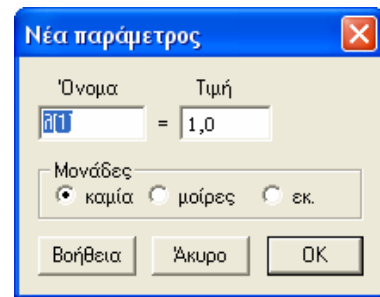 Νέα παράμετρος
Όνομα Τιμή
= 1,0
Μονάδες
καμία μοίρες εκ.
Βοήθεια Άκυρο OK